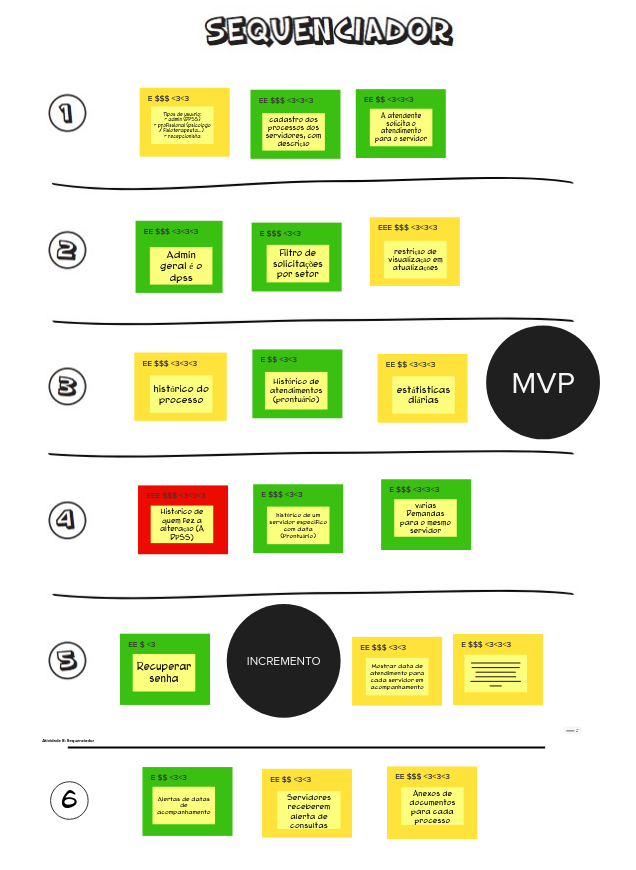 SEQUENCIADOR
1
E $$$ <3<3
Tipos de usuário:
- admin (DPSS)
- profissional (psicologo
/ Fisioterapeuta...)
- recepcionista
EE $$$ <3<3<3
cadastro dos
processos dos
servidores, com
descrição
EE $$$ <3<3<3
A atendente
solicita o
atendimento
para o servidor
2
EE $$$ <3<3<3
Admin
geral é o
dpss
E $$$ <3<3
Filtro de
solicitações
por setor
EEE $$$ <3<3<3
restrição de
visualização em
atualizações
3
EE $$$ <3<3<3
histórico do
processo
EE $ <3<3
Histórico de
atendimentos
(prontuário)
EE $$ <3<3<3
estátisticas
diárias
MVP
4
EEE $$$ <3<3<3
Histórico de
quem fez a
alteração (A
DPSS)
E $$$ <3<3
histórico de um
servidor específico
com data
(Prontuário)
EE $$$ <3<3
várias
Demandas
para o mesmo
servidor
5
EE $ <3
Recuperar
senha
INCREMENTO
EE $$$ <3<3<3
Mostrar data de
atendimento para
cada servidor em
acompanhamento
E $$$ <3<3<3
Atividade 8: Sequenciador
6
E $$ <3<3
Alertas de datas
de
acompanhamento
EE $$ <3<3
Servidores
receberem
alerta de
consultas
EE $$$ <3<3<3
Anexos de
documentos
para cada
processo